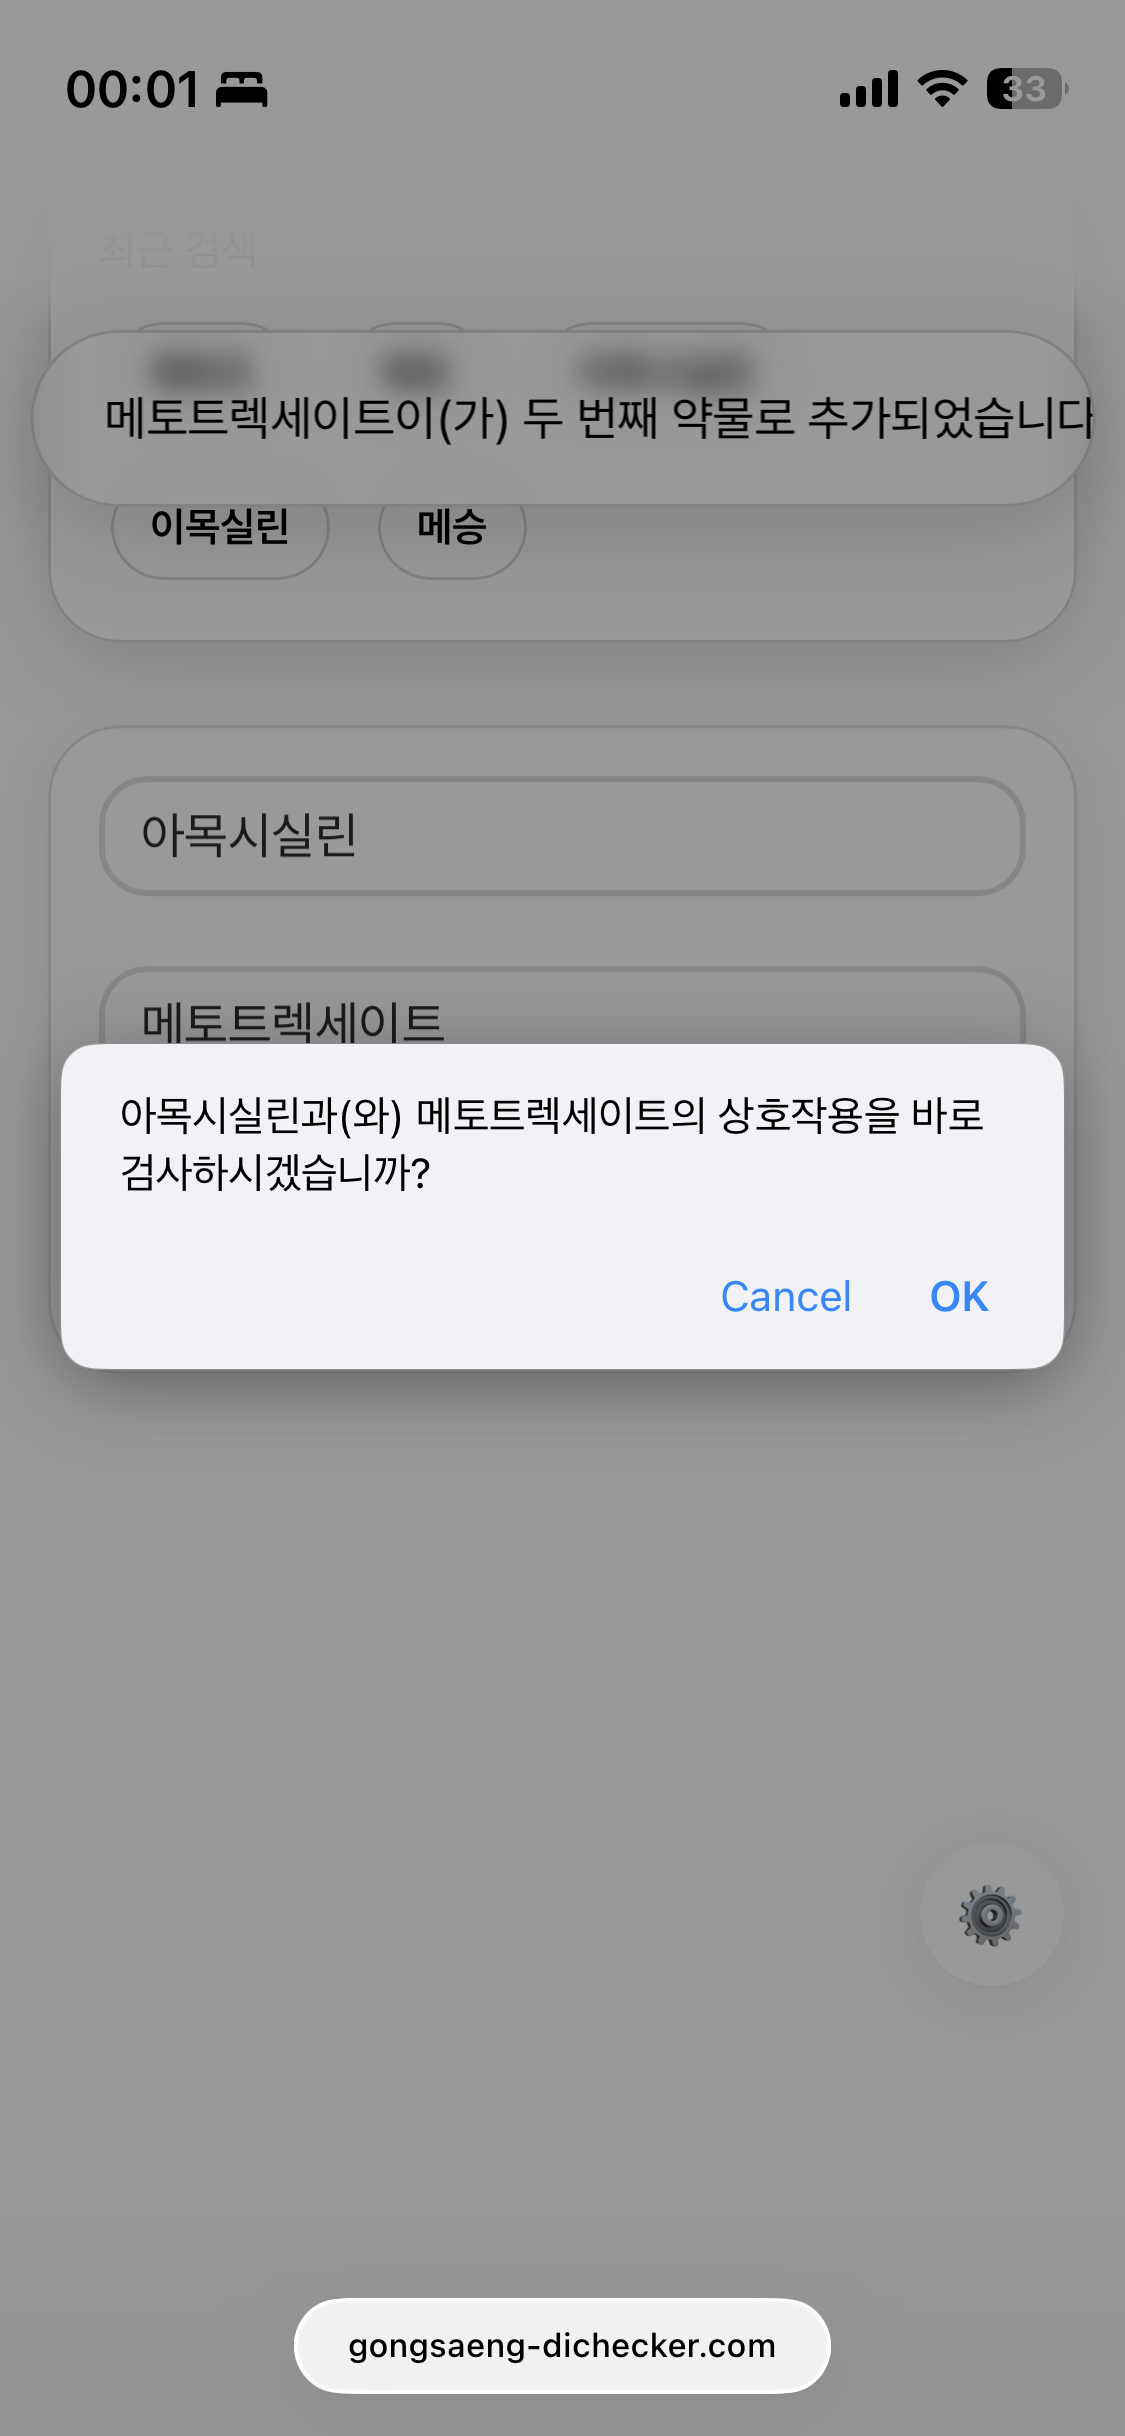 00:01
33
최근 검색
메토트렉세이트이(가) 두 번째 약물로 추가되었습니다
이목실린 메승
아목시실린
메토트렉세이트
아목시실린과(와) 메토트렉세이트의 상호작용을 바로
검사하시겠습니까?
Cancel OK
gongsaeng-dichecker.com